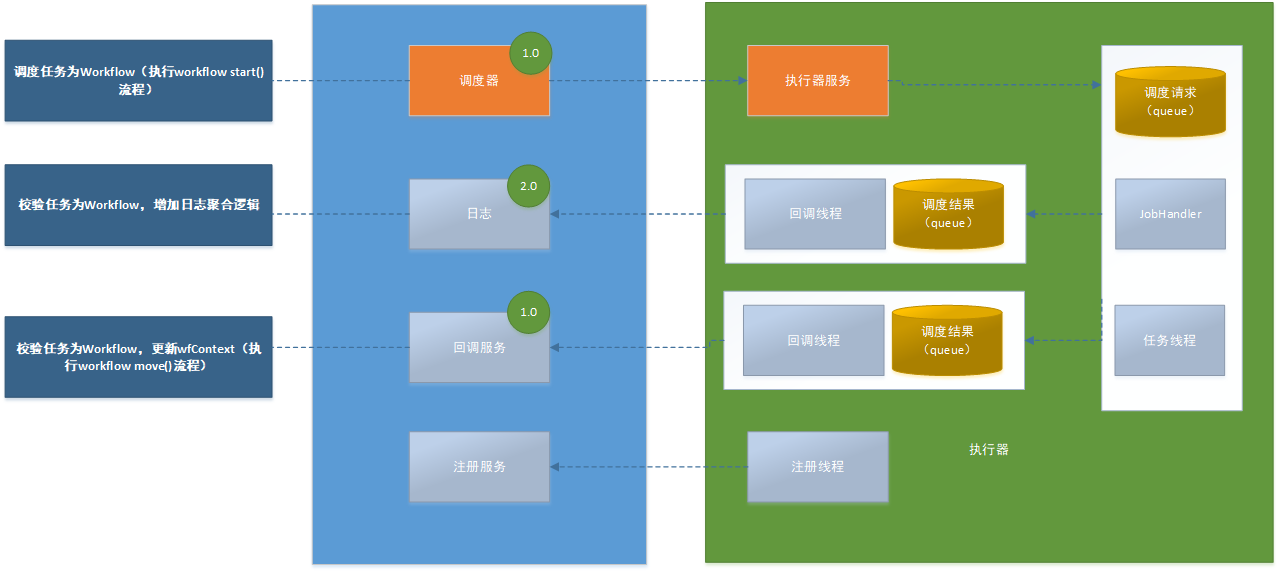 调度任务为Workflow（执行workflow start()
流程）
调度器
1.0
执行器服务
调度请求
（queue）
校验任务为Workflow，增加日志聚合逻辑
日志
2.0
回调线程
调度结果
（queue）
JobHandler
校验任务为Workflow，更新wfContext（执
行workflow move()流程）
回调服务
1.0
回调线程
调度结果
（queue）
任务线程
注册服务
注册线程
执行器